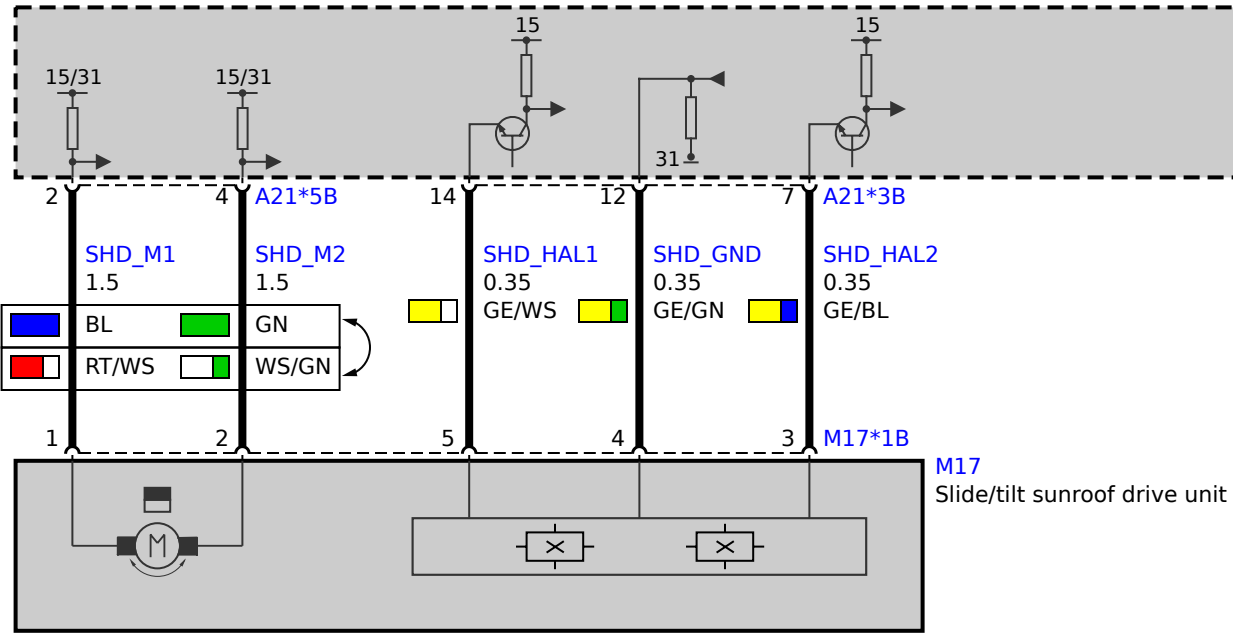 15 15
15/31 15/31
31
2 4 A21*5B 14 12 7 A21*3B
SHD_M1 SHD_M2 SHD_HAL1 SHD_GND SHD_HAL2
1.5 1.5 0.35 0.35 0.35
BL GN GE/WS GE/GN GE/BL
RT/WS WS/GN
1 2 5 4 3 M17*1B
M17
Slide/tilt sunroof drive unit
M